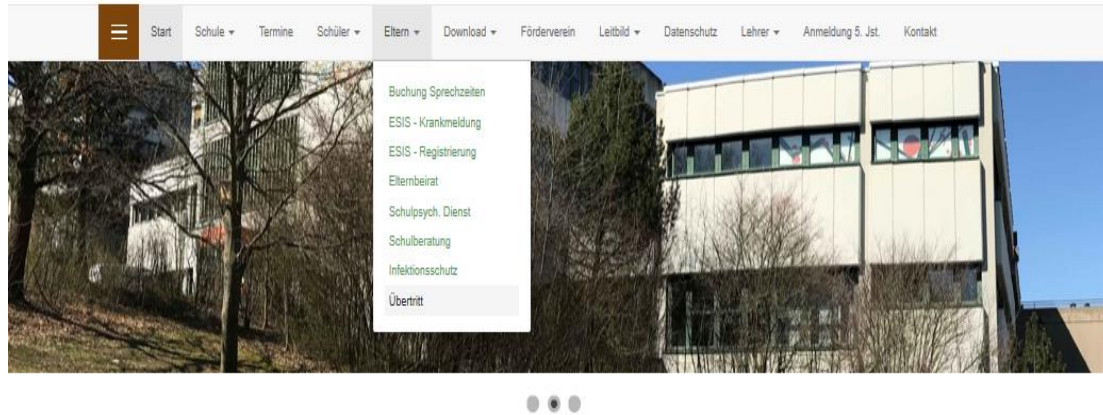 Start Schule Termine Schüler Eltern Download Förderverein Leitbild Datenschutz Lehrer Anmeldung 5. Jst. Kontakt
Buchung Sprechzeiten
ESIS - Krankmeldung
ESIS - Registrierung
Elternbeirat
Schulpsych. Dienst
Schulberatung
Infektionsschutz
Übertritt